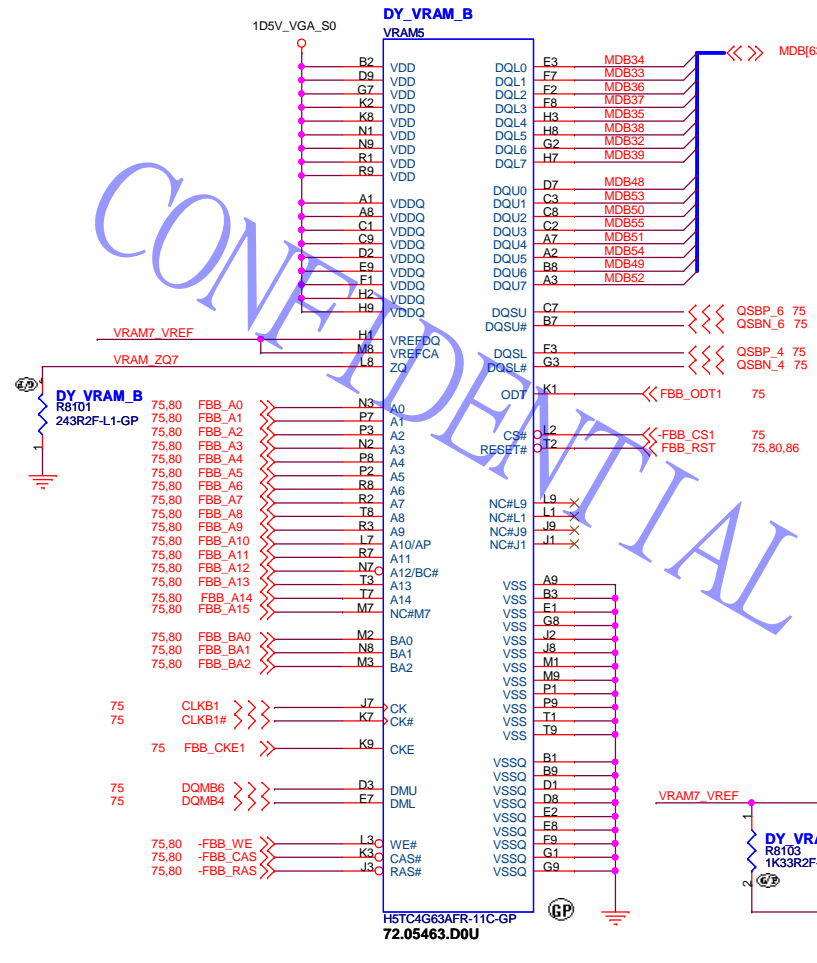 DY_VRAM_B
1D5V_VGA_S0
VRAM5
B2 VDD DQL0 E3 MDB34 MDB[6
D9 VDD DQL1 F7 MDB33
G7 VDD DQL2 F2 MDB36
K2 VDD DQL3 F8 MDB37
K8 VDD DQL4 H3 MDB35
N1 VDD DQL5 H8 MDB38
N9 VDD DQL6 G2 MDB32
R1 VDD DQL7 H7 MDB39
R9 VDD
DQU0 D7 MDB48
A1 VDDQ DQU1 C3 MDB53
A8 VDDQ DQU2 C8 MDB50
C1 VDDQ DQU3 C2 MDB55
C9 VDDQ DQU4 A7 MDB51
D2 VDDQ DQU5 A2 MDB54
E9 VDDQ DQU6 B8 MDB49
F1 VDDQ DQU7 A3 MDB52
H2 VDDQ
H9 VDDQ DQSU C7 QSBP_6 75
DQSU# B7 QSBN_6 75
VRAM7_VREF H1 VREFDQ
M8 VREFCA DQSL F3 QSBP_4 75
VRAM_ZQ7 L8 ZQ DQSL# G3 QSBN_4 75
DY_VRAM_B
R8101
243R2F-L1-GP
1
ODT K1 FBB_ODT1 75
75,80 FBB_A0 N3 A0
75,80 FBB_A1 P7 A1
75,80 FBB_A2 P3 A2 CS# L2 -FBB_CS1 75
75,80 FBB_A3 N2 A3 RESET# T2 FBB_RST 75,80,86
75,80 FBB_A4 P8 A4
75,80 FBB_A5 P2 A5
75,80 FBB_A6 R8 A6
75,80 FBB_A7 R2 A7 NC#L9 L9
75,80 FBB_A8 T8 A8 NC#L1 L1
75,80 FBB_A9 R3 A9 NC#J9 J9
75,80 FBB_A10 L7 A10/AP NC#J1 J1
75,80 FBB_A11 R7 A11
75,80 FBB_A12 N7 A12/BC#
75,80 FBB_A13 T3 A13 VSS A9
75,80 FBB_A14 T7 A14 VSS B3
75,80 FBB_A15 M7 NC#M7 VSS E1
VSS G8
75,80 FBB_BA0 M2 BA0 VSS J2
75,80 FBB_BA1 N8 BA1 VSS J8
75,80 FBB_BA2 M3 BA2 VSS M1
VSS M9
VSS P1
75 CLKB1 J7 CK VSS P9
75 CLKB1# K7 CK# VSS T1
VSS T9
75 FBB_CKE1 K9 CKE
VSSQ B1
VSSQ B9
75 DQMB6 D3 DMU VSSQ D1
75 DQMB4 E7 DML VSSQ D8
VSSQ E2
VSSQ E8
75,80 -FBB_WE L3 WE# VSSQ F9
75,80 -FBB_CAS K3 CAS# VSSQ G1
75,80 -FBB_RAS J3 RAS# VSSQ G9
VRAM7_VREF
1
DY_VR
R8103
1K33R2F-
2 G/P
GP
H5TC4G63AFR-11C-GP
72.05463.D0U
CONFIDENTIAL